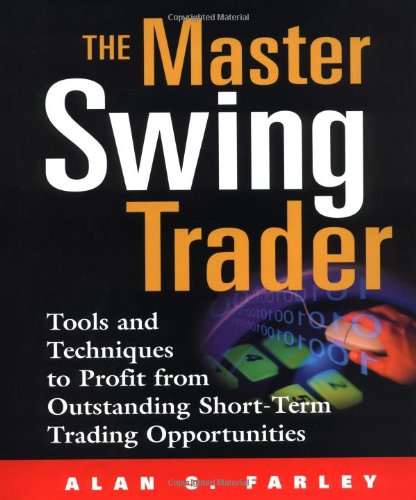 THE Master
Swing
Trader
Tools and
Techniques
to Profit from
Outstanding Short-Term
Trading Opportunities
ALAN S. FARLEY